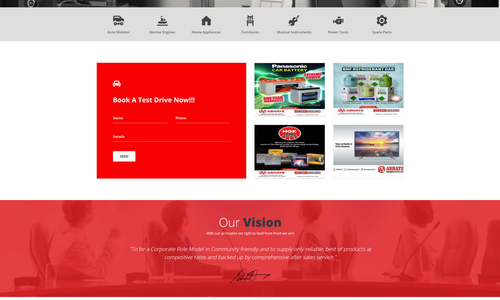 Auto Mobiles
Marine Engines
Home Appliances
Furnitures
Musical Instruments
Power Tools
Spare Parts
Book A Test Drive Now!!!
Name
Phone
Details
SEND
Panasonic
CAR BATTERY
REFRIGERANT GAS
NGK
ABHAYE
Our Vision
With our principles set right to lead from front we aim
"To be a Corporate Role Model in Community friendly and to supply only reliable, best of products at
competitive rates and backed up by comprehensive after sales service."